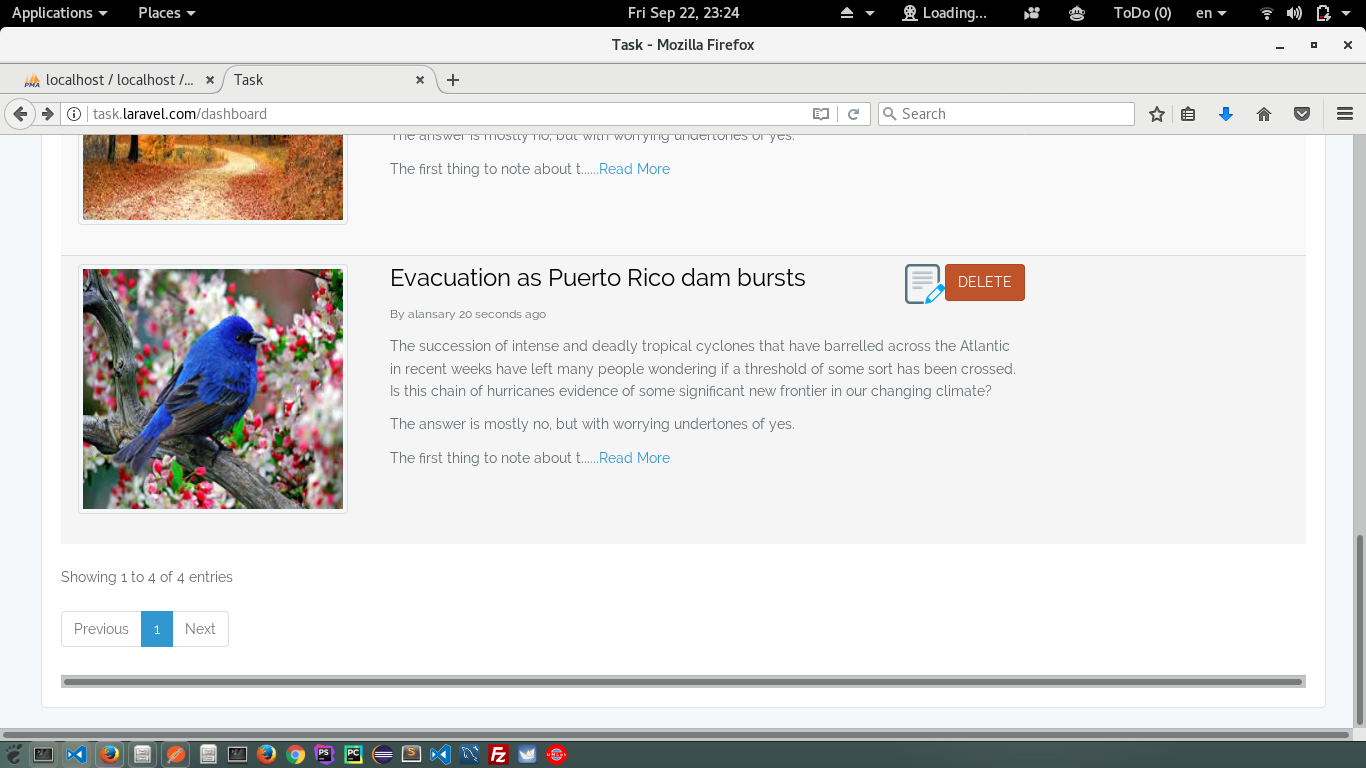 Applications Places Fri Sep 22, 23:24 Loading... ToDo (0) en
Task - Mozilla Firefox
localhost / localhost /... Task
task.laravel.com/dashboard Search
The answer is mostly no, but with worrying undertones of yes.
The first thing to note about t......Read More
Evacuation as Puerto Rico dam bursts DELETE
By alansary 20 seconds ago
The succession of intense and deadly tropical cyclones that have barrelled across the Atlantic
in recent weeks have left many people wondering if a threshold of some sort has been crossed.
Is this chain of hurricanes evidence of some significant new frontier in our changing climate?
The answer is mostly no, but with worrying undertones of yes.
The first thing to note about t......Read More
Showing 1 to 4 of 4 entries
Previous 1 Next